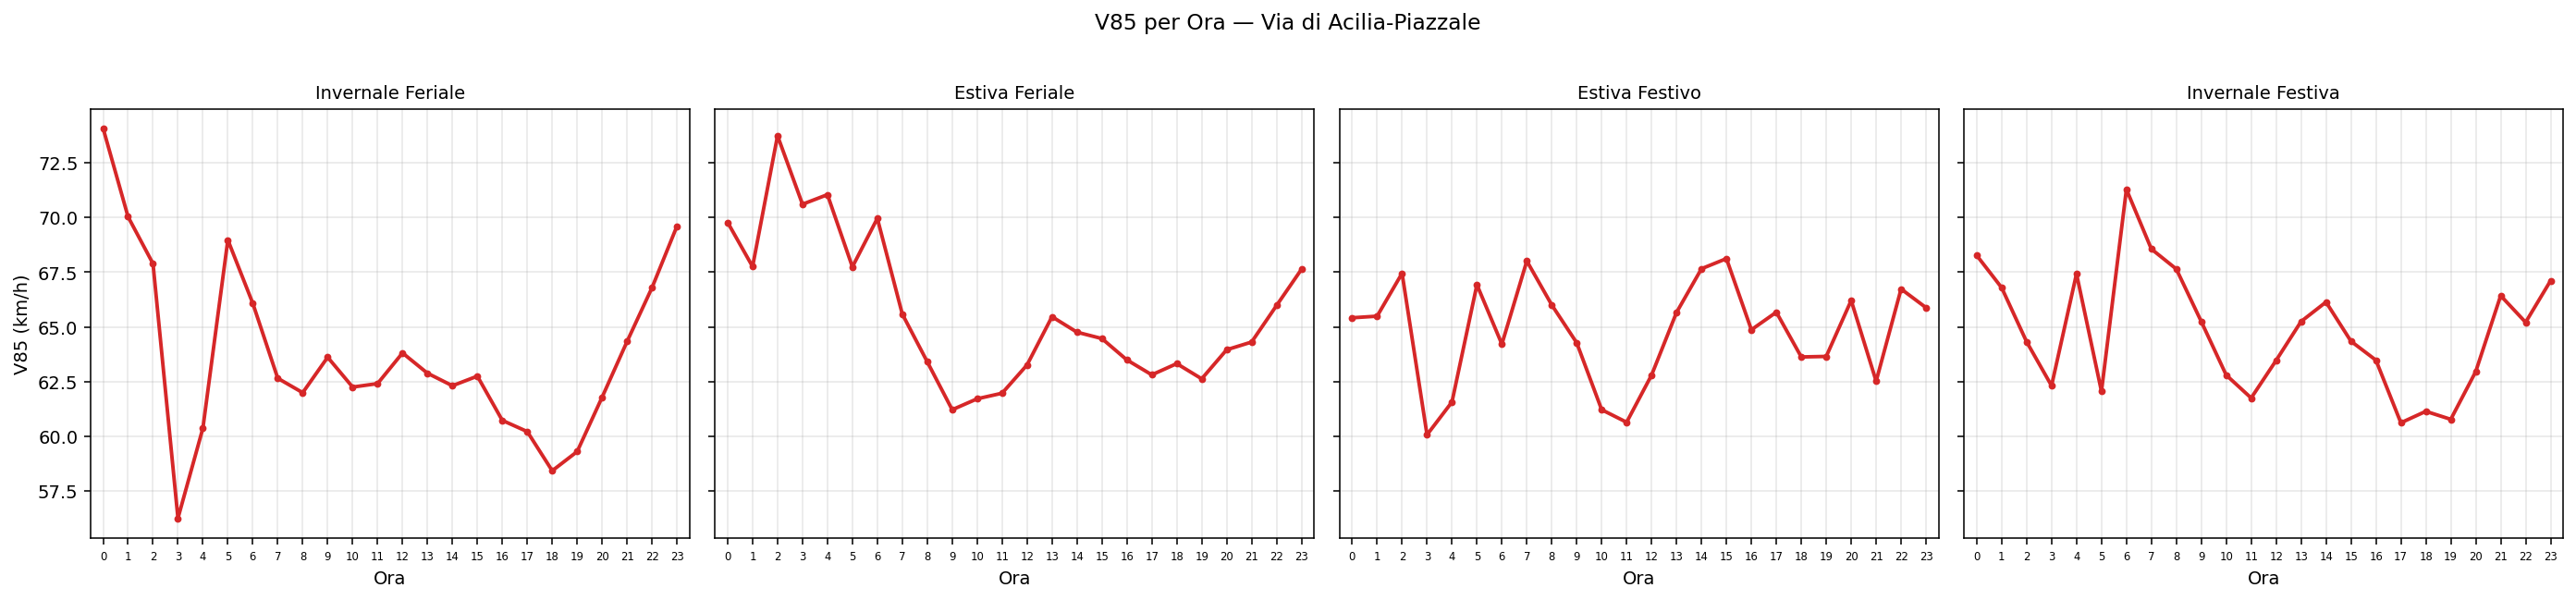 V85 per Ora — Via di Acilia-Piazzale
Invernale Feriale
Estiva Feriale
Estiva Festivo
Invernale Festiva
V85 (km/h)
72.5
70.0
67.5
65.0
62.5
60.0
57.5
0 1 2 3 4 5 6 7 8 9 10 11 12 13 14 15 16 17 18 19 20 21 22 23
0 1 2 3 4 5 6 7 8 9 10 11 12 13 14 15 16 17 18 19 20 21 22 23
0 1 2 3 4 5 6 7 8 9 10 11 12 13 14 15 16 17 18 19 20 21 22 23
0 1 2 3 4 5 6 7 8 9 10 11 12 13 14 15 16 17 18 19 20 21 22 23
Ora
Ora
Ora
Ora